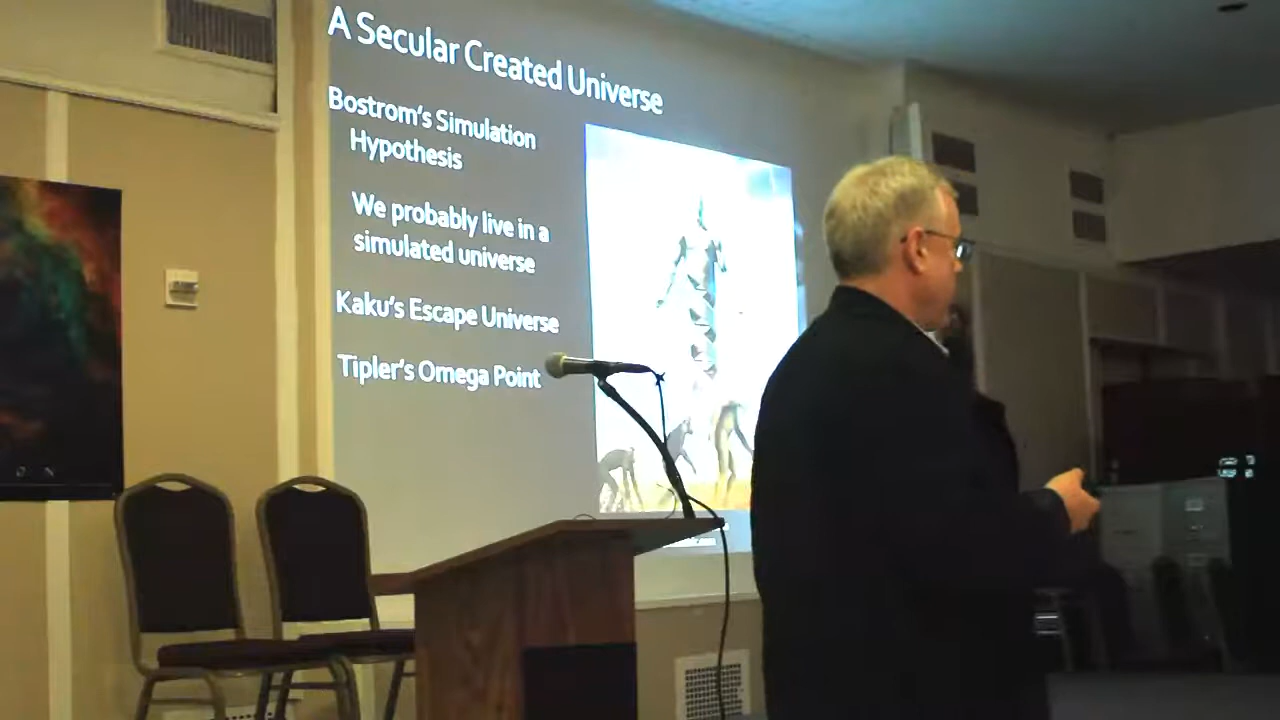 A Secular Created Universe
Bostrom's Simulation
Hypothesis
We probably live in a
simulated universe
Kaku's Escape Universe
Tipler's Omega Point
O N